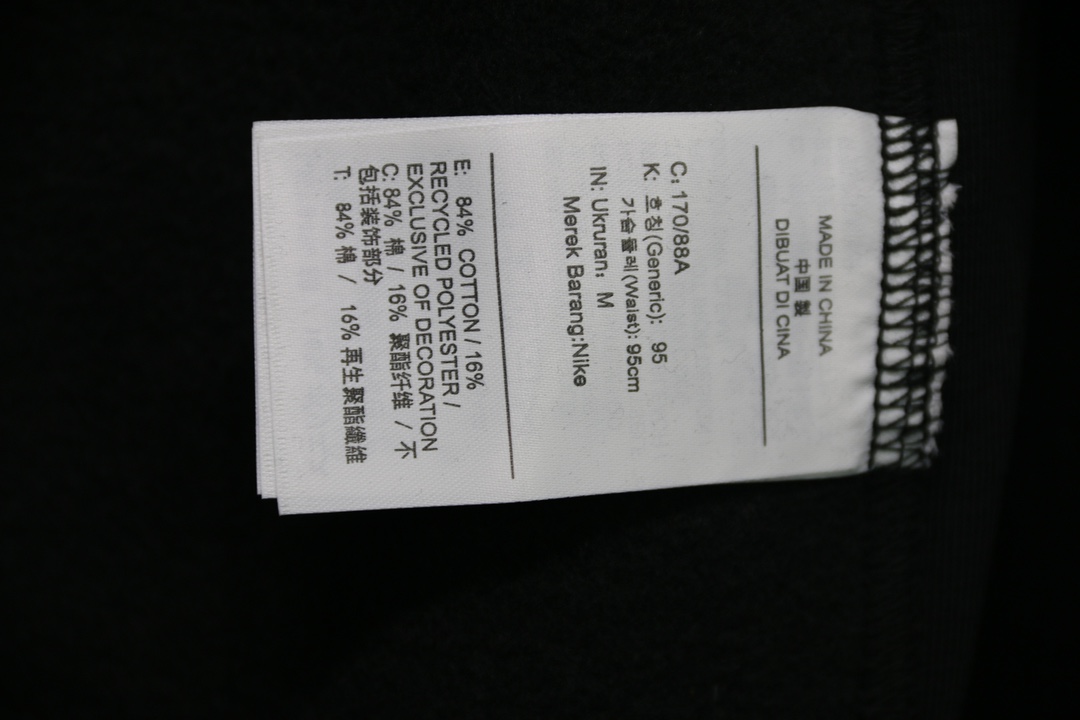 MADE IN CHINA
中国 製
DIBUAT DI CINA
C: 170/88A
K: 호칭(Generic): 95
가슴둘레(Waist): 95cm
IN: Ukruran: M
Merek Barang:Nike
E: 84% COTTON / 16%
RECYCLED POLYESTER /
EXCLUSIVE OF DECORATION
C: 84% 棉 / 16% 聚酯纤维 / 不
包括装饰部分
T: 84% 棉 / 16% 再生聚酯纖維